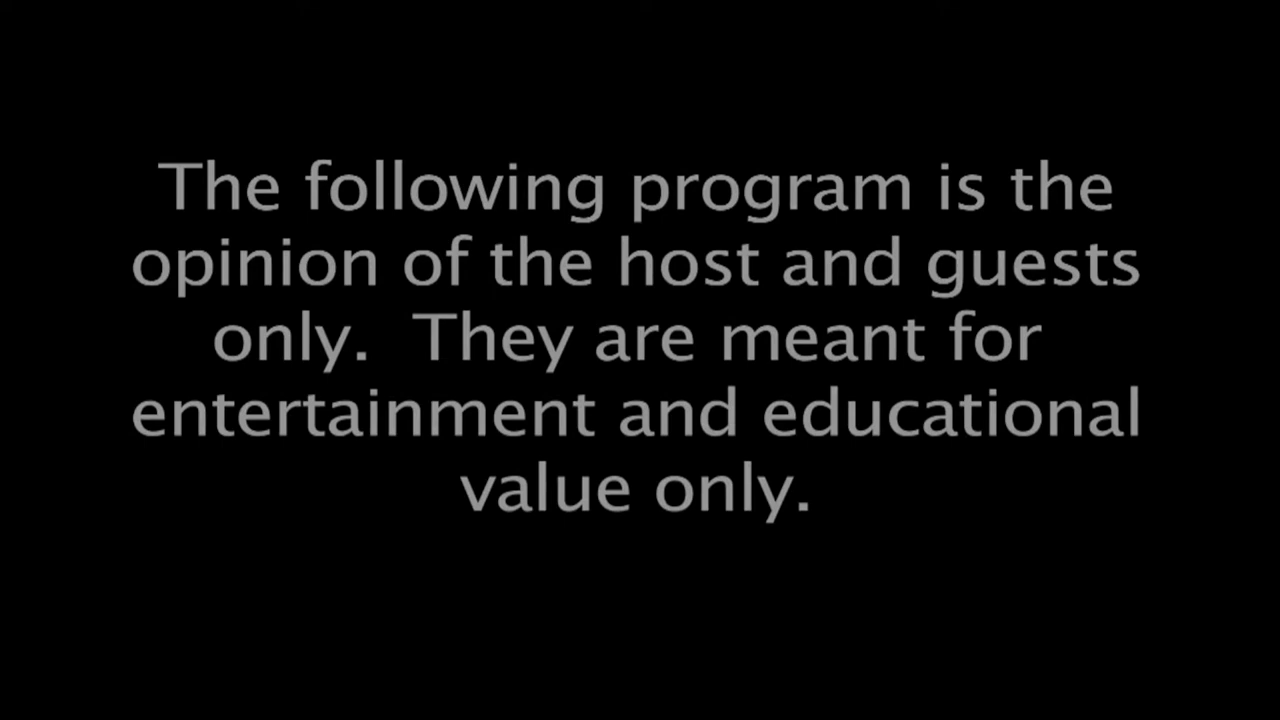 The following program is the
opinion of the host and guests
only.  They are meant for
entertainment and educational
value only.